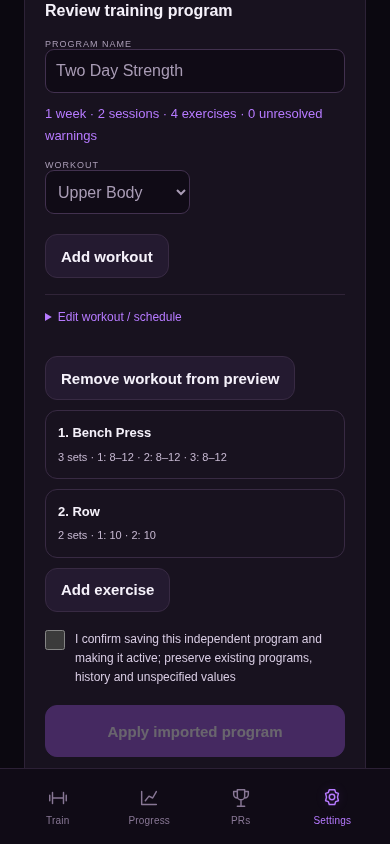 Review training program
PROGRAM NAME
Two Day Strength
1 week · 2 sessions · 4 exercises · 0 unresolved
warnings
WORKOUT
Upper Body
Add workout
Edit workout / schedule
Remove workout from preview
1. Bench Press
3 sets · 1: 8–12 · 2: 8–12 · 3: 8–12
2. Row
2 sets · 1: 10 · 2: 10
Add exercise
I confirm saving this independent program and
making it active; preserve existing programs,
history and unspecified values
Apply imported program
Train
Progress
PRs
Settings